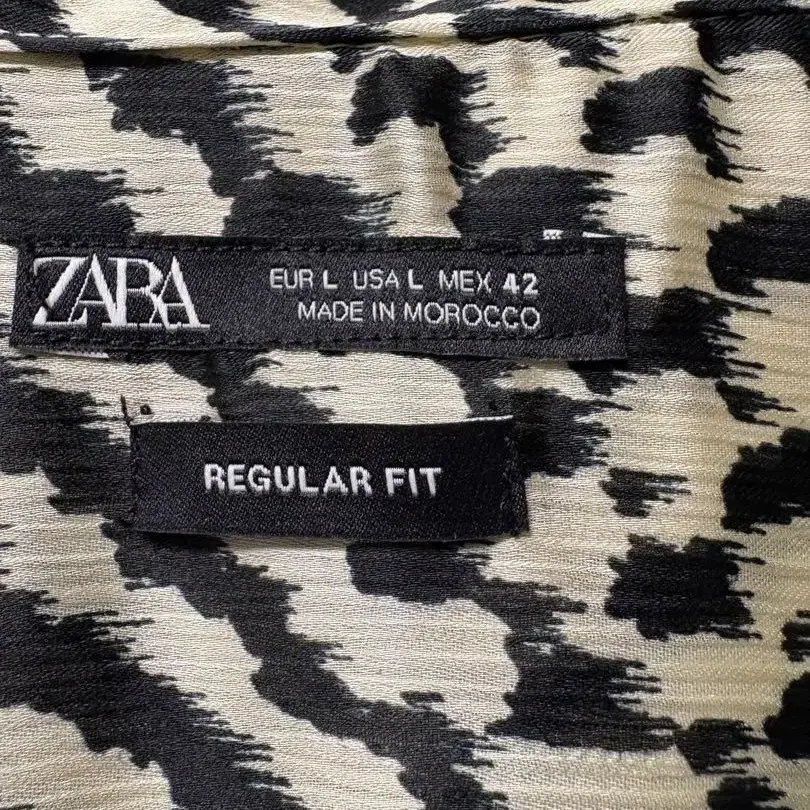 ZARA
EUR L USA L MEX 42
MADE IN MOROCCO
REGULAR FIT